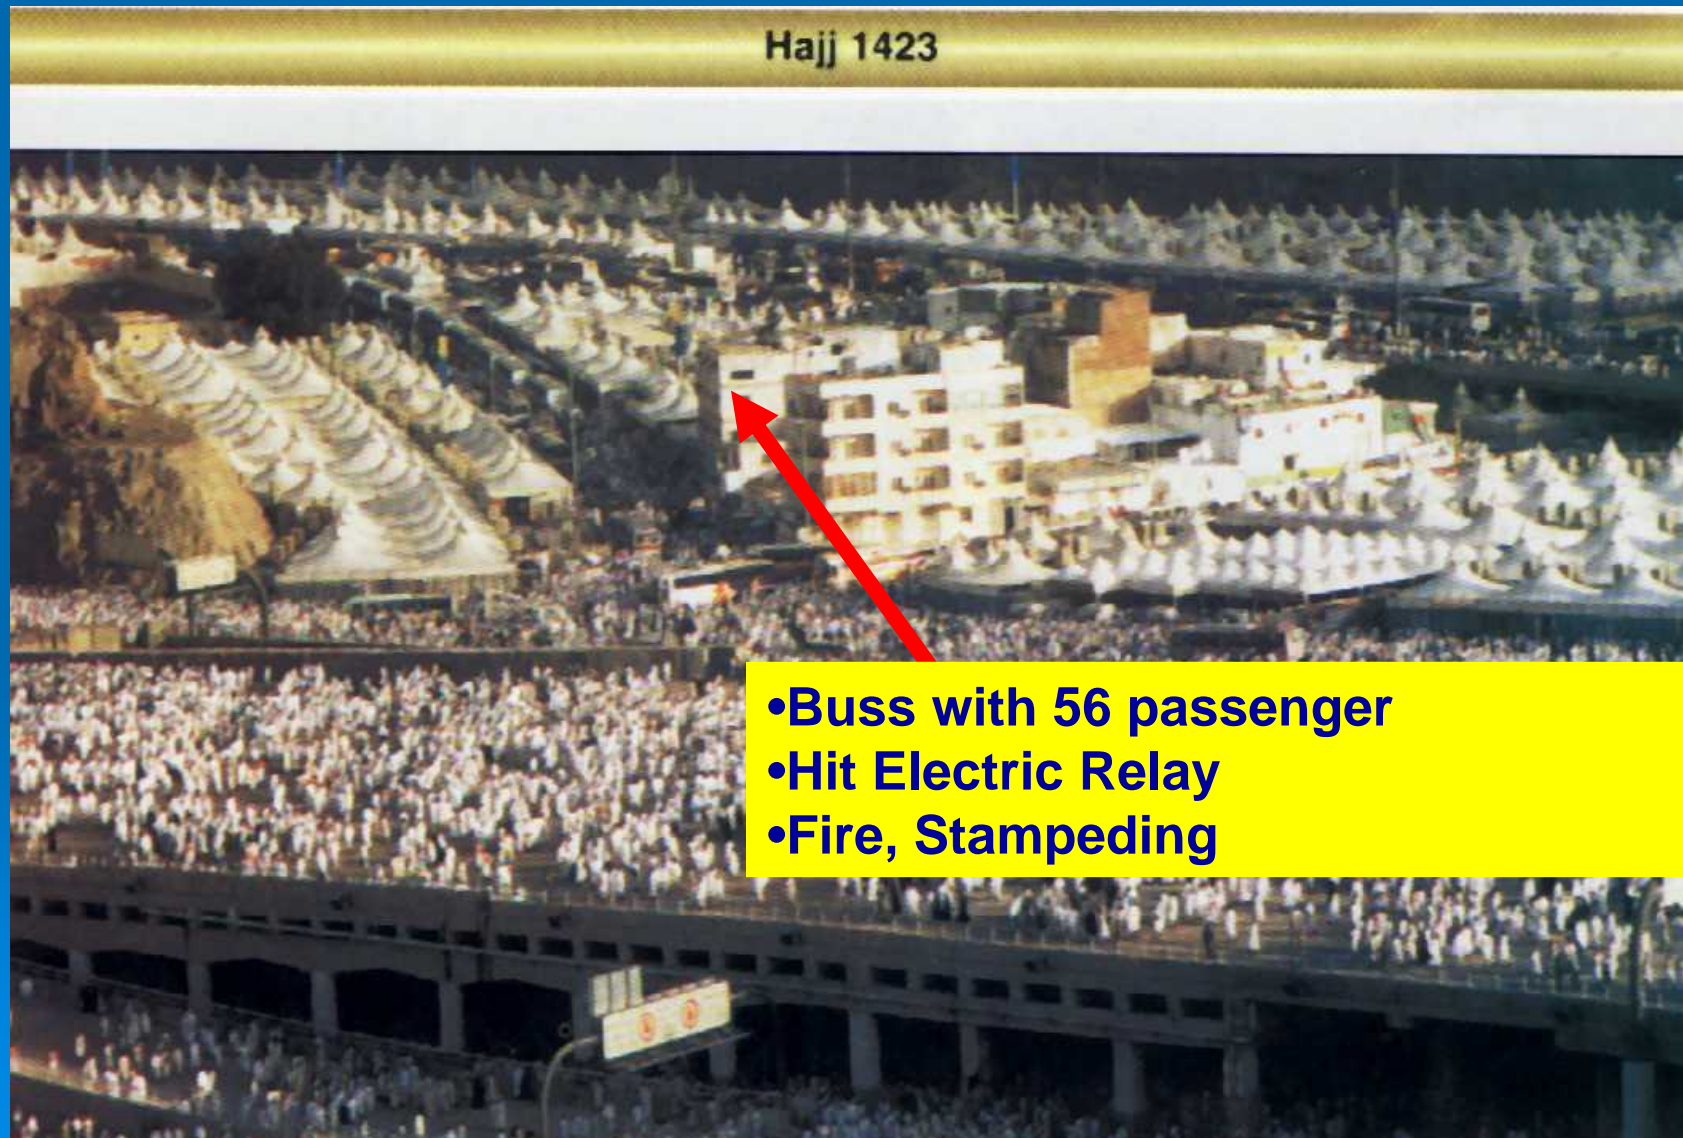 Hajj 1423
•Buss with 56 passenger
•Hit Electric Relay
•Fire, Stampeding